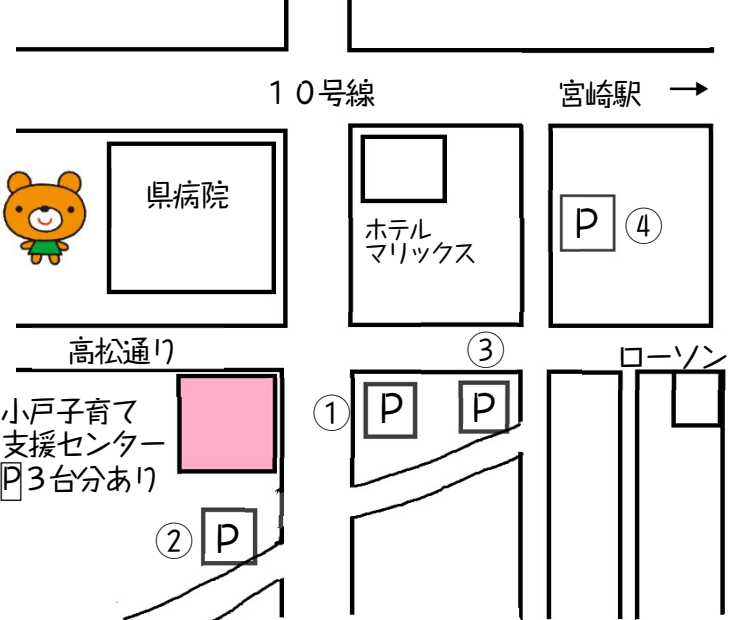 10号線
宮崎駅 →
県病院
ホテル
マリックス
P ④
高松通り
③
ローソン
小戸子育て
支援センター
P3台分あり
① P
P
② P